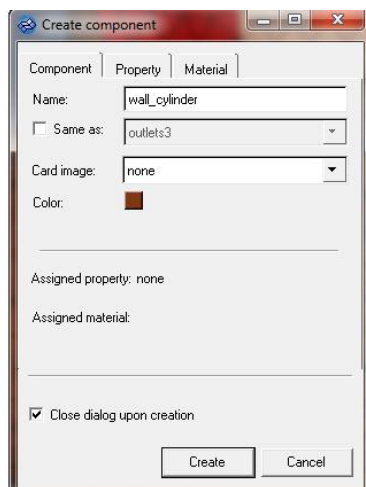 Create component
Component Property Material
Name: wall_cylinder
Same as: outlets3
Card image: none
Color:
Assigned property: none
Assigned material:
Close dialog upon creation
Create Cancel